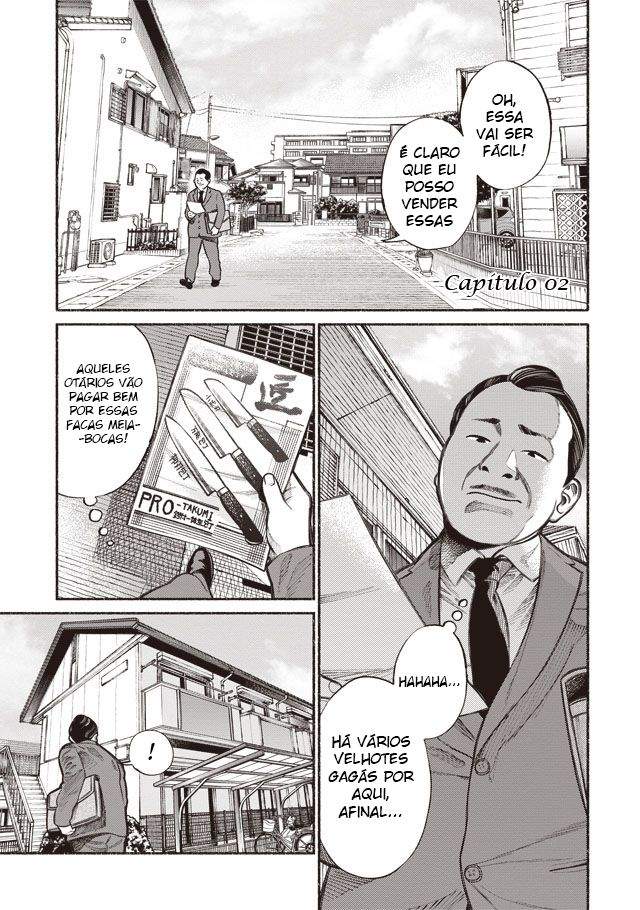 OH,
ESSA
VAI SER
FÁCIL!
É CLARO
QUE EU
POSSO
VENDER
ESSAS
Capítulo 02
HAHAHA...
HÁ VÁRIOS
VELHOTES
GAGÁS POR
AQUI,
AFINAL...
AQUELES
OTÁRIOS VÃO
PAGAR BEM
POR ESSAS
FACAS MEIA-
-BOCAS!
匠
PRO-TAKUMI
!